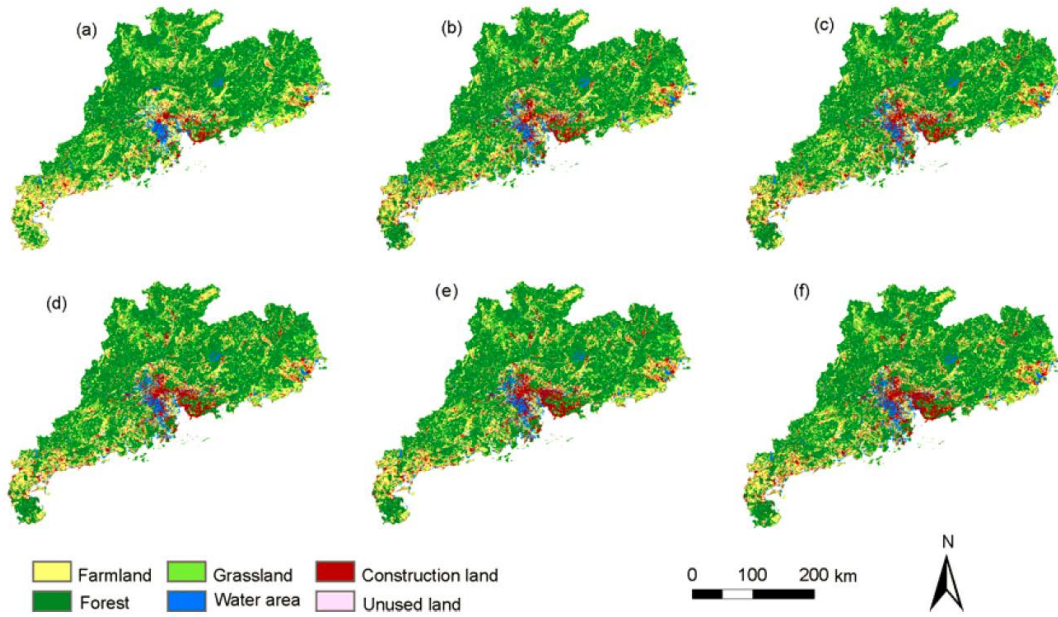 (a) (b) (c)
(d) (e) (f)
Farmland Grassland Construction land
Forest Water area Unused land
0 100 200 km
N